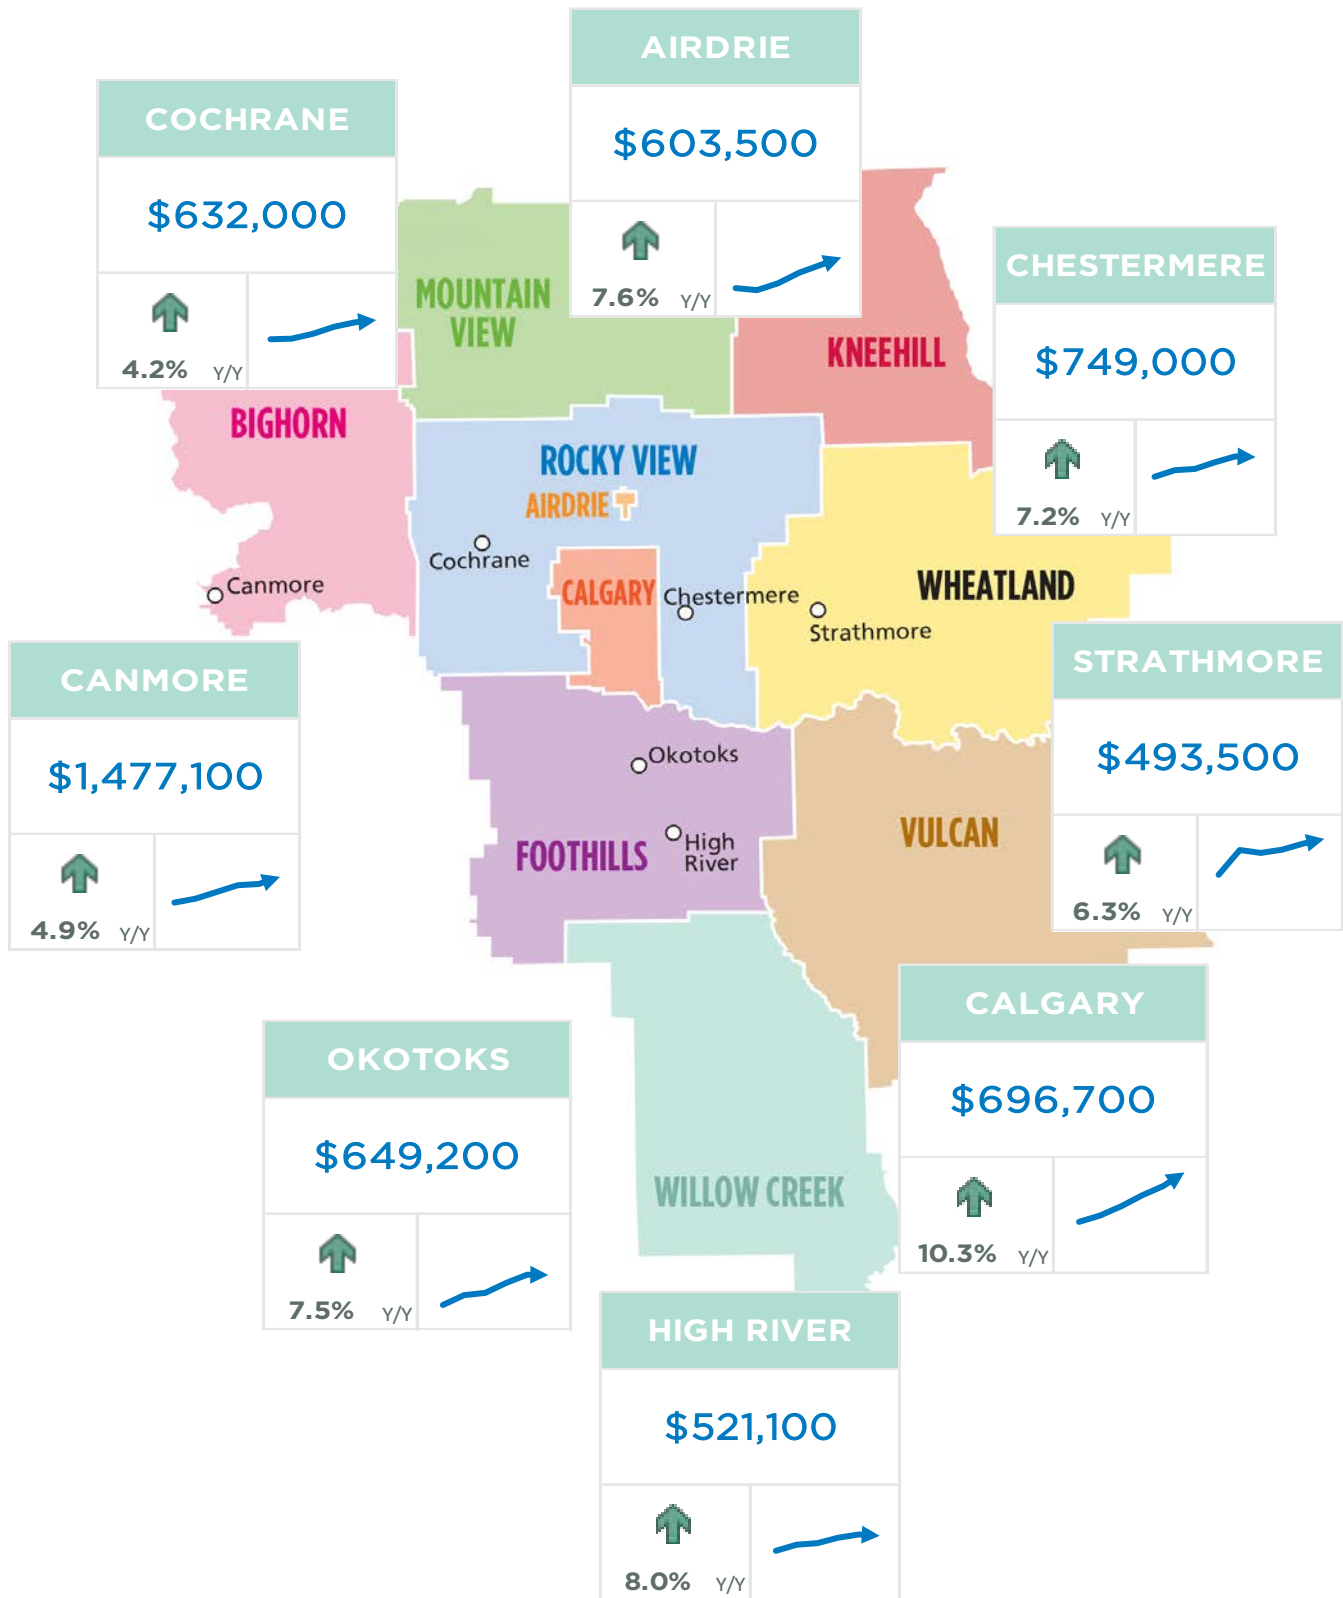 AIRDRIE
$603,500
7.6% Y/Y
COCHRANE
$632,000
4.2% Y/Y
CHESTERMERE
$749,000
7.2% Y/Y
MOUNTAIN
VIEW
KNEEHILL
BIGHORN
ROCKY VIEW
AIRDRIE
Cochrane
CALGARY
Chestermere
Canmore
WHEATLAND
Strathmore
CANMORE
$1,477,100
4.9% Y/Y
STRATHMORE
$493,500
6.3% Y/Y
Okotoks
High
River
FOOTHILLS
VULCAN
CALGARY
$696,700
10.3% Y/Y
OKOTOKS
$649,200
7.5% Y/Y
WILLOW CREEK
HIGH RIVER
$521,100
8.0% Y/Y